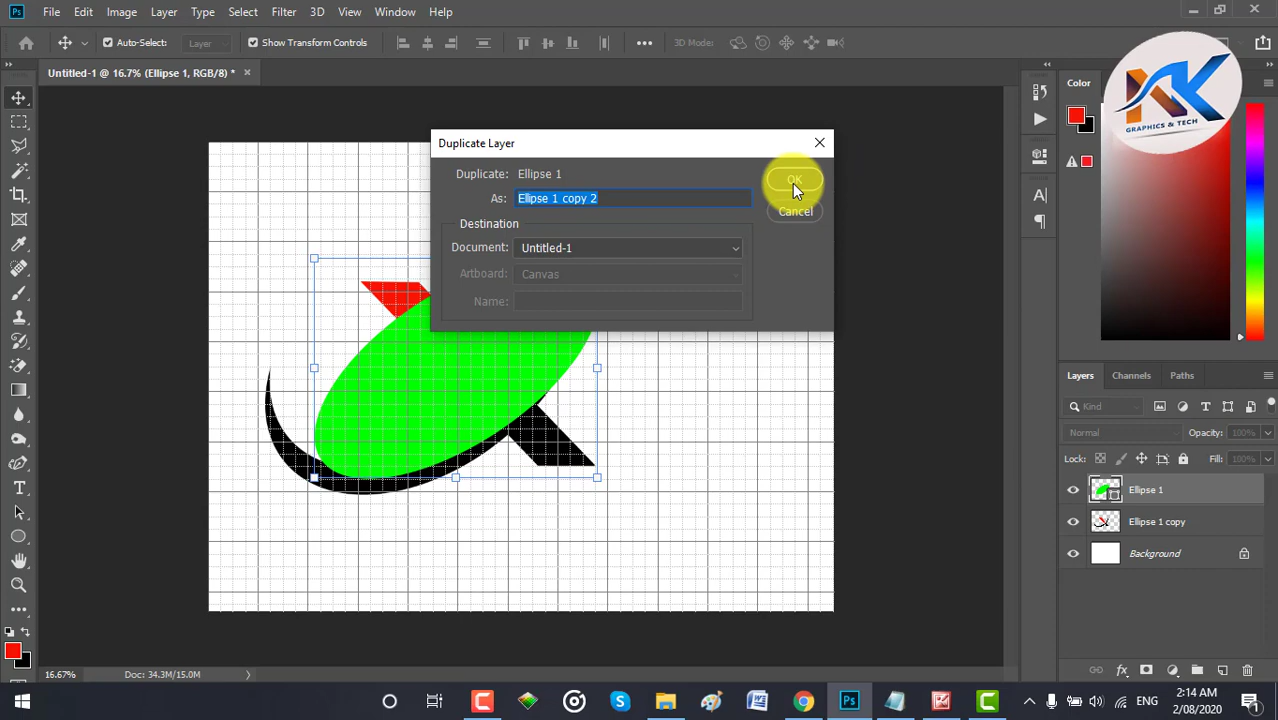 Ps File Edit Image Layer Type Select Filter 3D View Window Help
Auto-Select: Layer Show Transform Controls 3D Mode:
Untitled-1 @ 16.7% (Ellipse 1, RGB/8) *
Color
GRAPHICS & TECH
Duplicate Layer
Duplicate: Ellipse 1
As: Ellipse 1 copy 2
OK
Cancel
Destination
Document: Untitled-1
Artboard: Canvas
Name:
Layers Channels Paths
Kind
Normal Opacity: 100%
Lock: Fill: 100%
Ellipse 1
Ellipse 1 copy
Background
16.67% Doc: 34.3M/15.0M
ENG
2:14 AM
2/08/2020